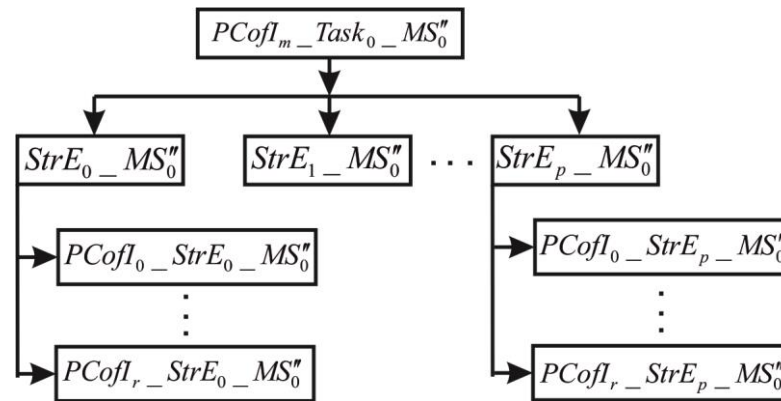 PCofI_m_Task_0_MS″_0
StrE_0_MS″_0 StrE_1_MS″_0 ... StrE_p_MS″_0
PCofI_0_StrE_0_MS″_0 PCofI_0_StrE_p_MS″_0
PCofI_r_StrE_0_MS″_0 PCofI_r_StrE_p_MS″_0